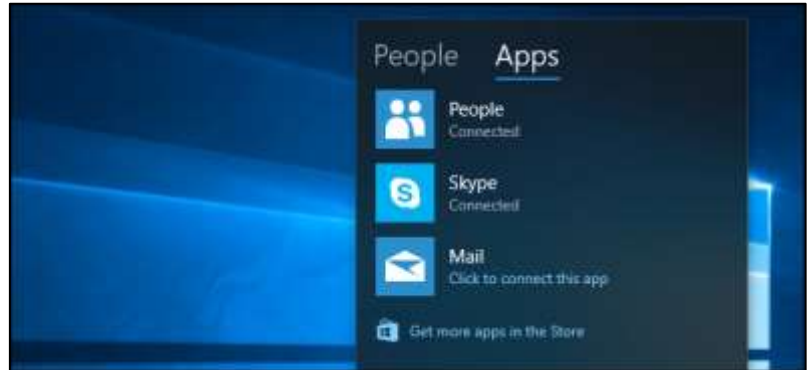 People Apps
People
Connected
Skype
Connected
Mail
Click to connect this app
Get more apps in the Store